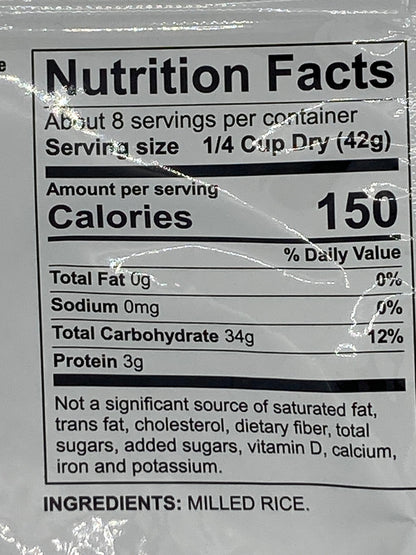 e
Nutrition Facts
About 8 servings per container
Serving size 1/4 Cup Dry (42g)
Amount per serving
Calories 150
% Daily Value
Total Fat 0g 0%
Sodium 0mg 0%
Total Carbohydrate 34g 12%
Protein 3g
Not a significant source of saturated fat,
trans fat, cholesterol, dietary fiber, total
sugars, added sugars, vitamin D, calcium,
iron and potassium.
INGREDIENTS: MILLED RICE.